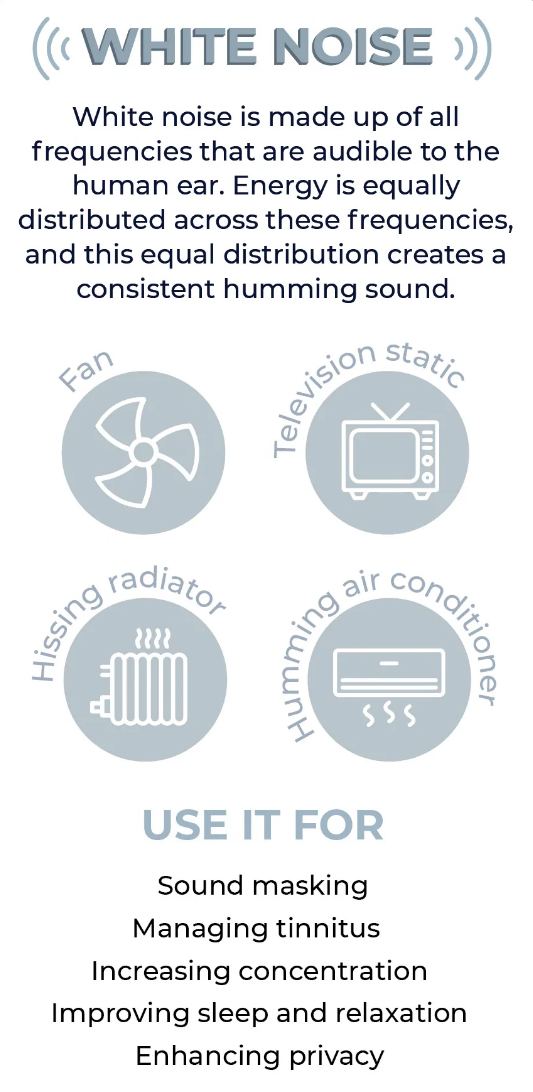 WHITE NOISE
White noise is made up of all
frequencies that are audible to the
human ear. Energy is equally
distributed across these frequencies,
and this equal distribution creates a
consistent humming sound.
Fan
Television static
Hissing radiator
Humming air conditioner
USE IT FOR
Sound masking
Managing tinnitus
Increasing concentration
Improving sleep and relaxation
Enhancing privacy